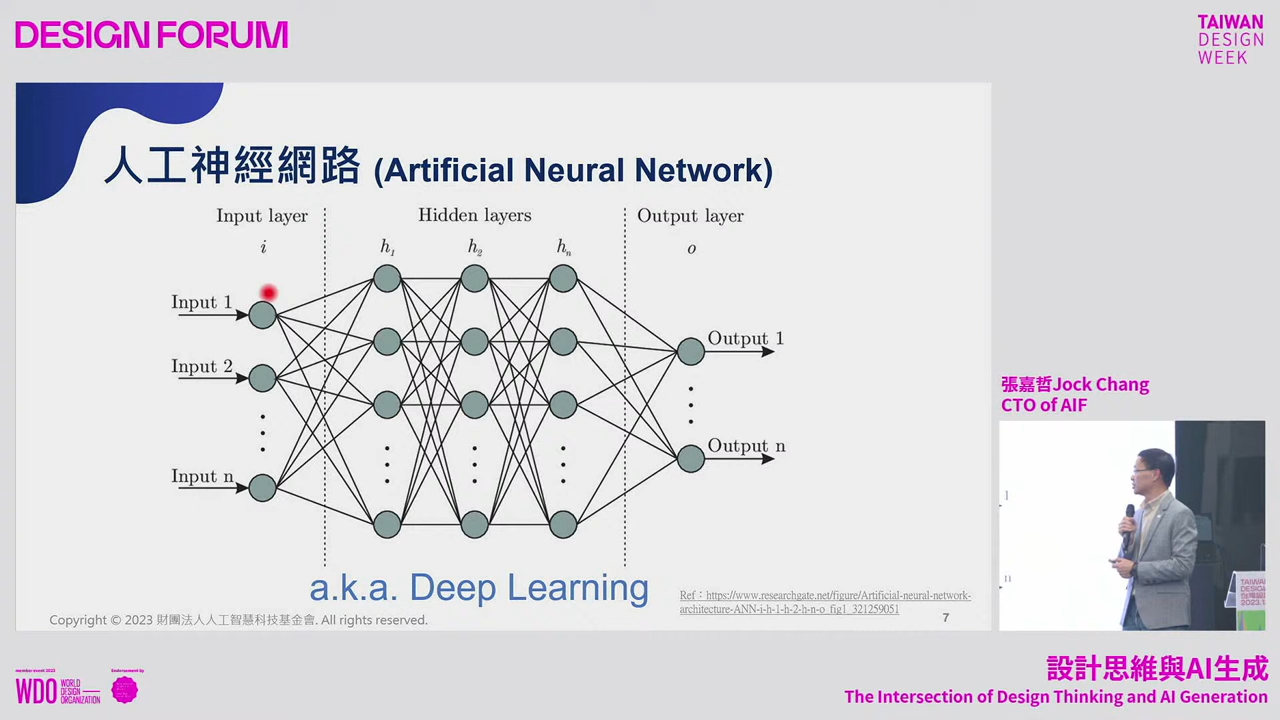 DESIGN FORUM
TAIWAN
DESIGN
WEEK
人工神經網路 (Artificial Neural Network)
Input layer
Hidden layers
Output layer
i
h1
h2
hn
o
Input 1
Input 2
Input n
Output 1
Output n
a.k.a. Deep Learning
Ref：https://www.researchgate.net/figure/Artificial-neural-network-
architecture-ANN-i-h-1-h-2-h-n-o_fig1_321259051
Copyright © 2023 財團法人人工智慧科技基金會. All rights reserved.
7
張嘉哲Jock Chang
CTO of AIF
member event 2023
WDO
WORLD
DESIGN
ORGANIZATION
Endorsement by
設計思維與AI生成
The Intersection of Design Thinking and AI Generation